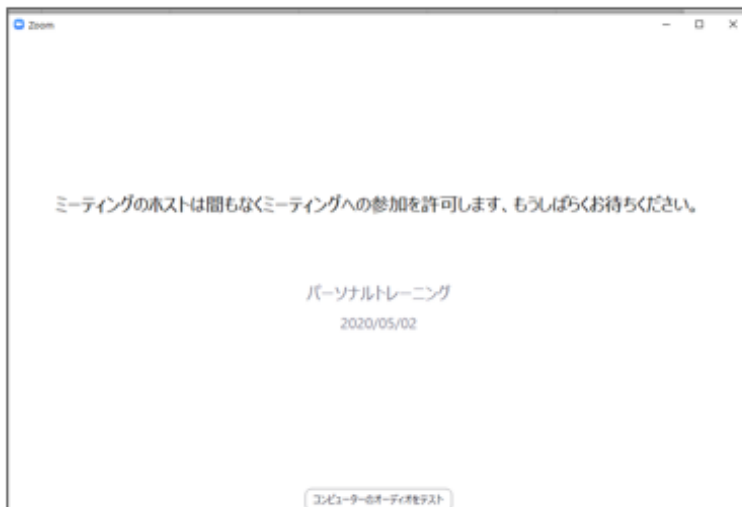 Zoom
ミーティングのホストは間もなくミーティングへの参加を許可します、もうしばらくお待ちください。
パーソナルトレーニング
2020/05/02
コンピューターのオーディオをテスト